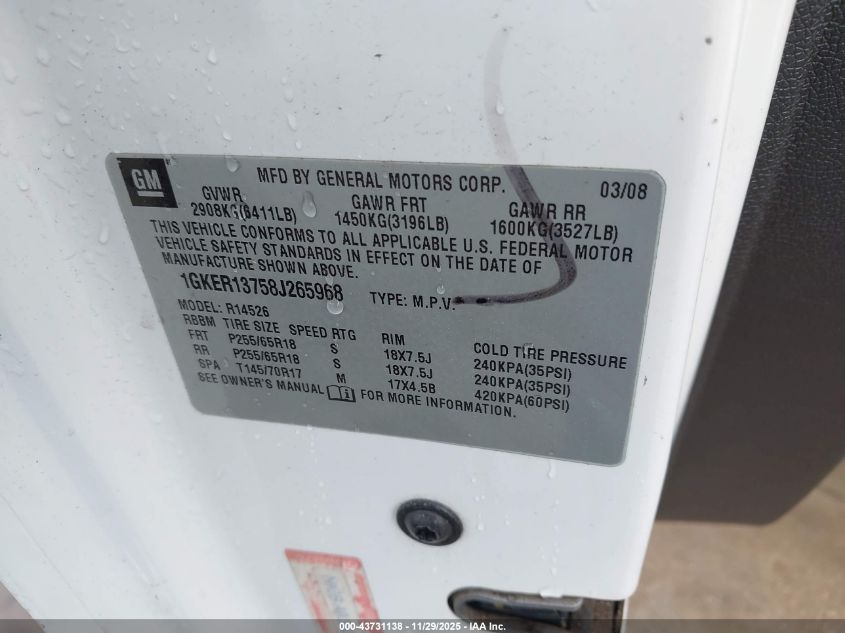 GM
MFD BY GENERAL MOTORS CORP. 03/08
GVWR GAWR FRT GAWR RR
2908KG(6411LB) 1450KG(3196LB) 1600KG(3527LB)
THIS VEHICLE CONFORMS TO ALL APPLICABLE U.S. FEDERAL MOTOR
VEHICLE SAFETY STANDARDS IN EFFECT ON THE DATE OF
MANUFACTURE SHOWN ABOVE.
1GKER13758J265968 TYPE: M.P.V.
MODEL: R14526
RBBM TIRE SIZE SPEED RTG RIM COLD TIRE PRESSURE
FRT P255/65R18 S 18X7.5J 240KPA(35PSI)
RR P255/65R18 S 18X7.5J 240KPA(35PSI)
SPA T145/70R17 M 17X4.5B 420KPA(60PSI)
SEE OWNER'S MANUAL FOR MORE INFORMATION.
000-43731138 - 11/29/2025 - IAA, Inc.